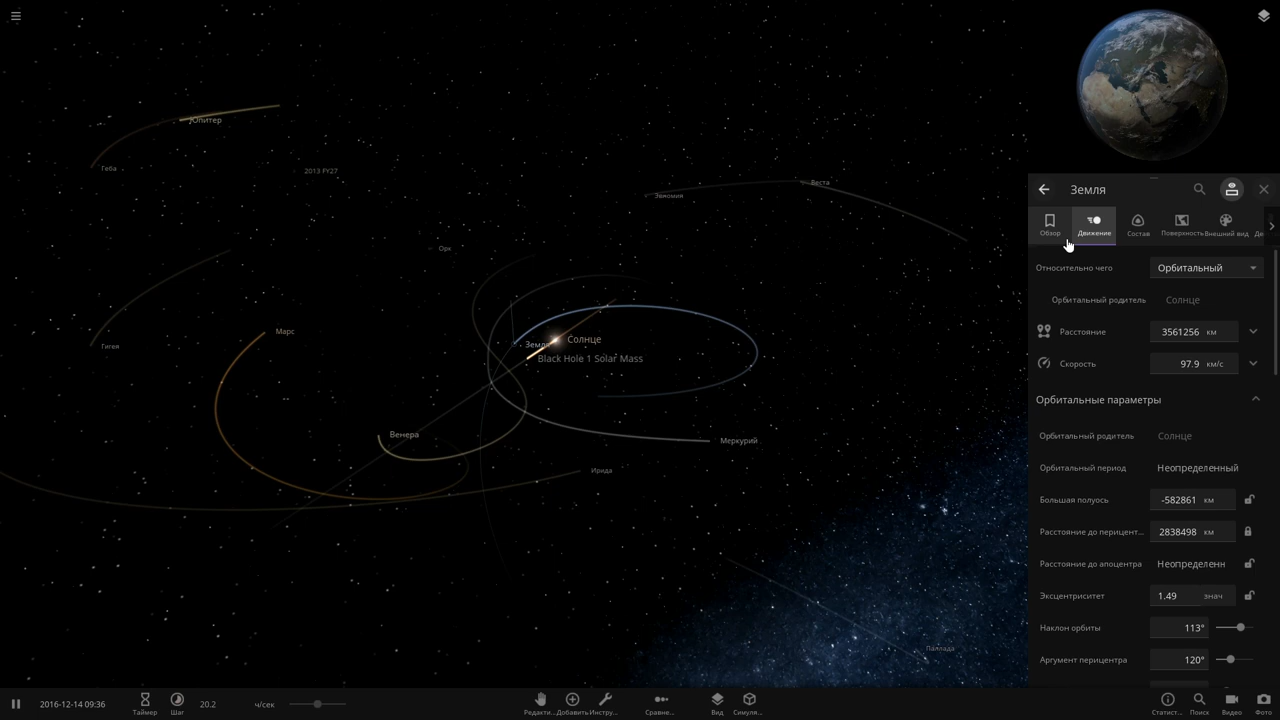 Юпитер
Геба
2013 FY27
Эвномия
Веста
Орк
Марс
Гигея
Земля
Солнце
Black Hole 1 Solar Mass
Венера
Меркурий
Ирида
Паллада
Земля
Обзор
Движение
Состав
Поверхность
Внешний вид
Де
Относительно чего
Орбитальный
Орбитальный родитель Солнце
Расстояние 3561256 км
Скорость 97.9 км/с
Орбитальные параметры
Орбитальный родитель Солнце
Орбитальный период Неопределенный
Большая полуось -582861 км
Расстояние до перицент... 2838498 км
Расстояние до апоцентра Неопределенн
Эксцентриситет 1.49 знач
Наклон орбиты 113°
Аргумент перицентра 120°
2016-12-14 09:36
Таймер
Шаг
20.2 ч/сек
Редакти...
Добавить
Инстру...
Сравне...
Вид
Симуля...
Статист...
Поиск
Видео
Фото